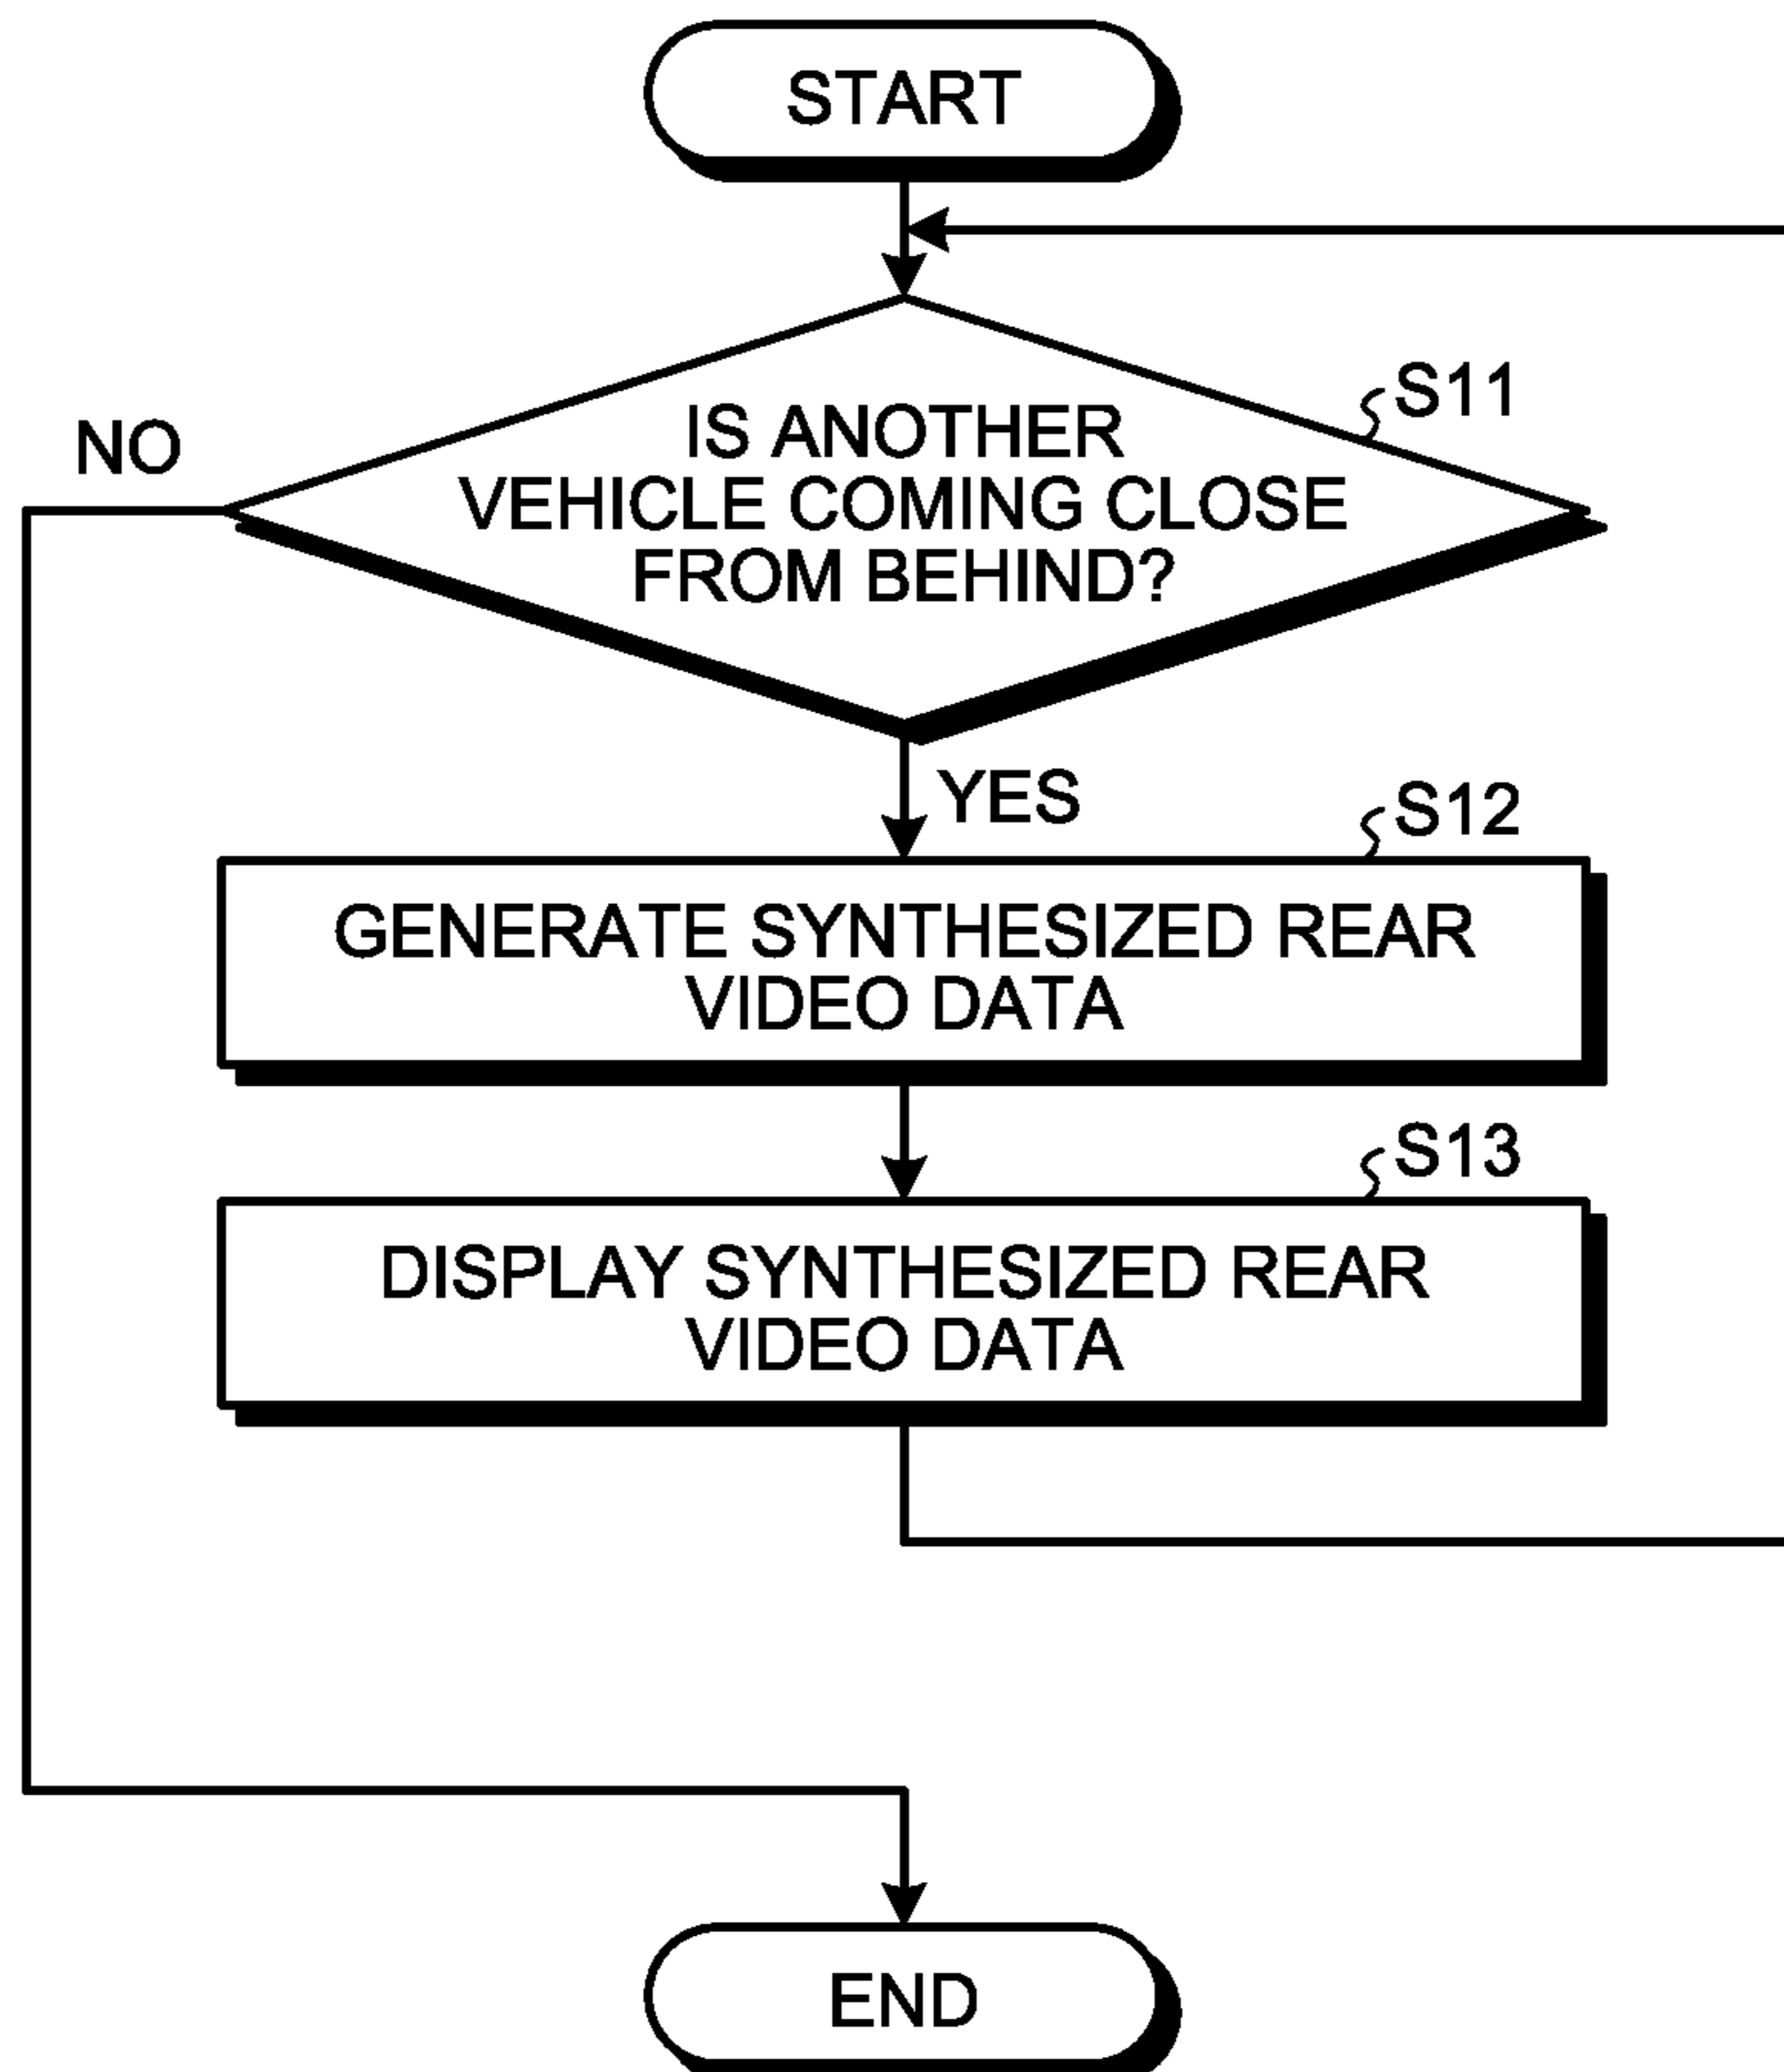 START
S11
NO
IS ANOTHER
VEHICLE COMING CLOSE
FROM BEHIND?
YES
S12
GENERATE SYNTHESIZED REAR
VIDEO DATA
S13
DISPLAY SYNTHESIZED REAR
VIDEO DATA
END